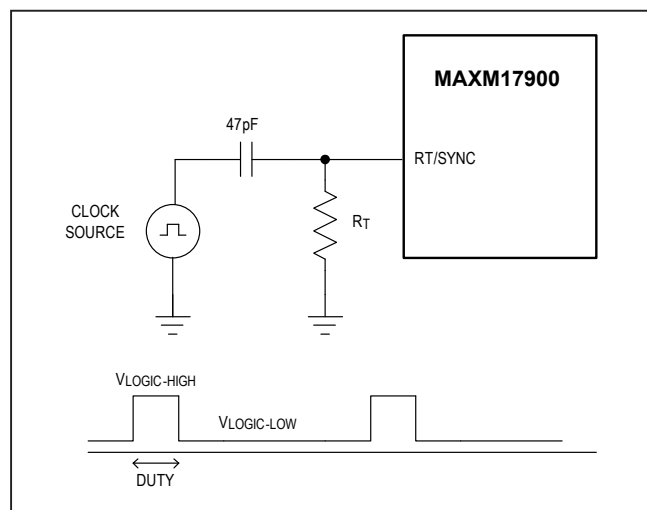 MAXM17900
47pF
RT/SYNC
CLOCK
SOURCE
RT
VLOGIC-HIGH
VLOGIC-LOW
DUTY